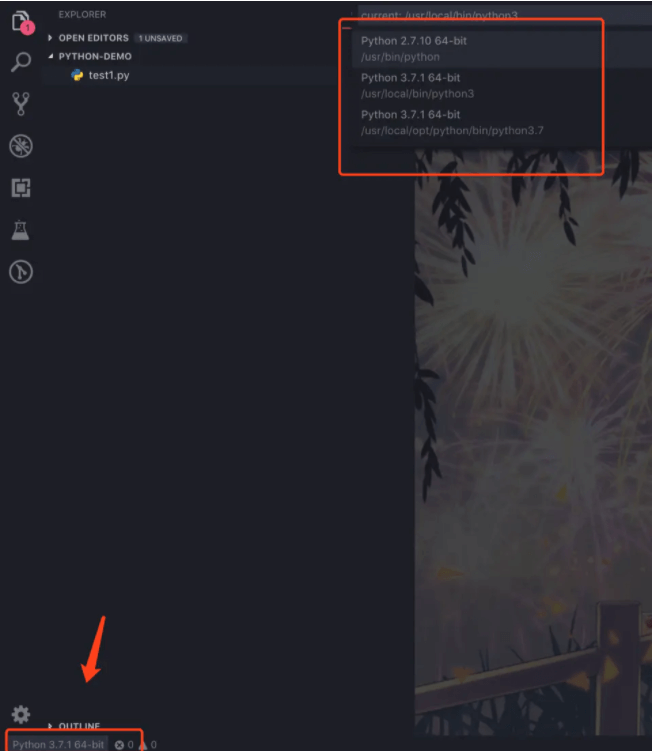 EXPLORER
OPEN EDITORS 1 UNSAVED
PYTHON-DEMO
test1.py
1
current: /usr/local/bin/python3
Python 2.7.10 64-bit
/usr/bin/python
Python 3.7.1 64-bit
/usr/local/bin/python3
Python 3.7.1 64-bit
/usr/local/opt/python/bin/python3.7
OUTLINE
Python 3.7.1 64-bit 0 0